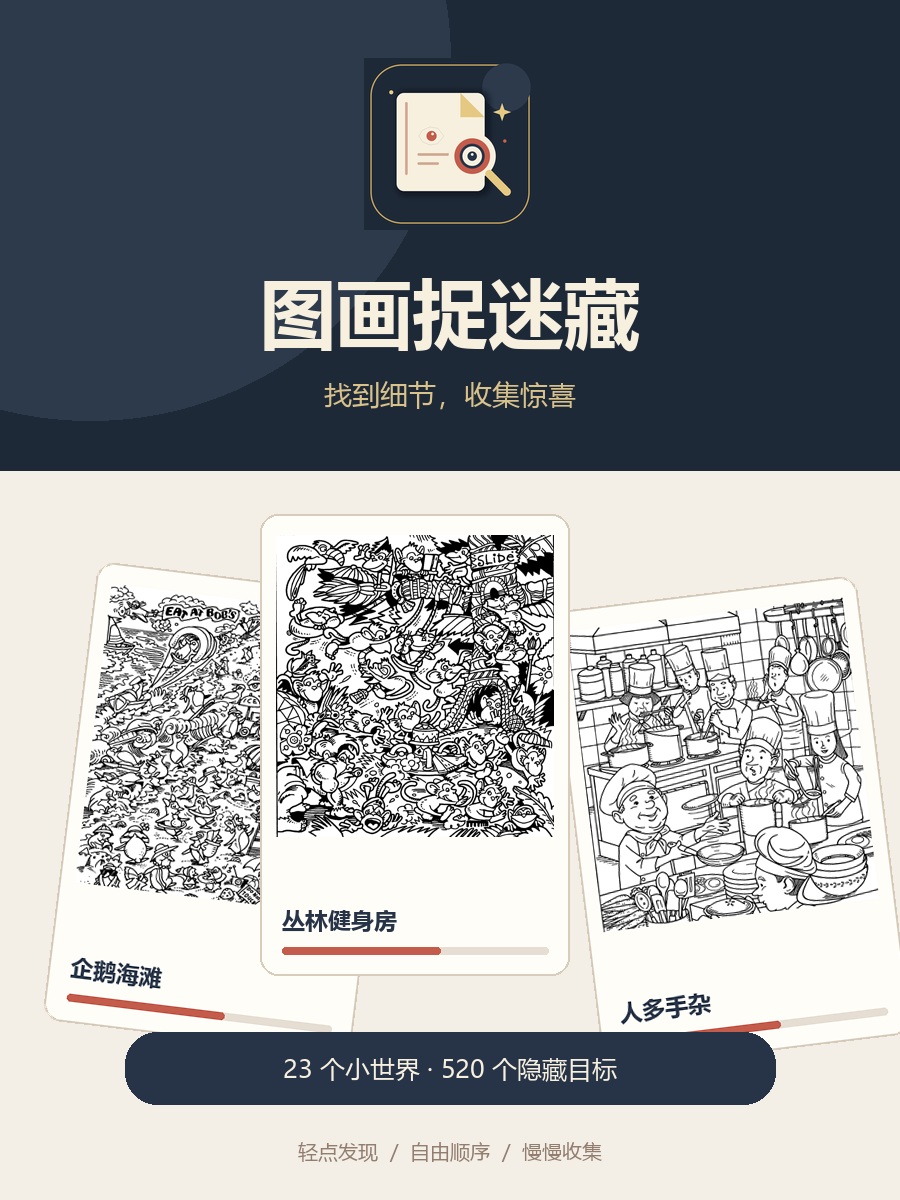 图画捉迷藏
找到细节，收集惊喜
EAT AT BOB'S
SLIDE
企鹅海滩
丛林健身房
人多手杂
23 个小世界 · 520 个隐藏目标
轻点发现 / 自由顺序 / 慢慢收集